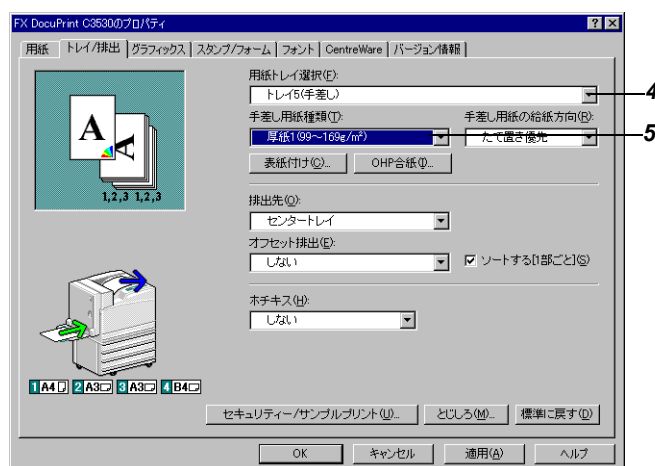 FX DocuPrint C3530のプロパティ
用紙 トレイ/排出 グラフィックス スタンプ/フォーム フォント CentreWare バージョン情報
用紙トレイ選択(F):
トレイ5(手差し)
4
手差し用紙種類(T): 手差し用紙の給紙方向(R):
厚紙1(99～169g/m²) たて置き優先
5
表紙付け(C)... OHP合紙(I)...
A A
1,2,3 1,2,3
排出先(O):
センタートレイ
オフセット排出(E):
しない ソートする[1部ごと](S)
ホチキス(H):
しない
1 A4 2 A3 3 A3 4 B4
セキュリティー/サンプルプリント(U)... とじしろ(M)... 標準に戻す(D)
OK キャンセル 適用(A) ヘルプ